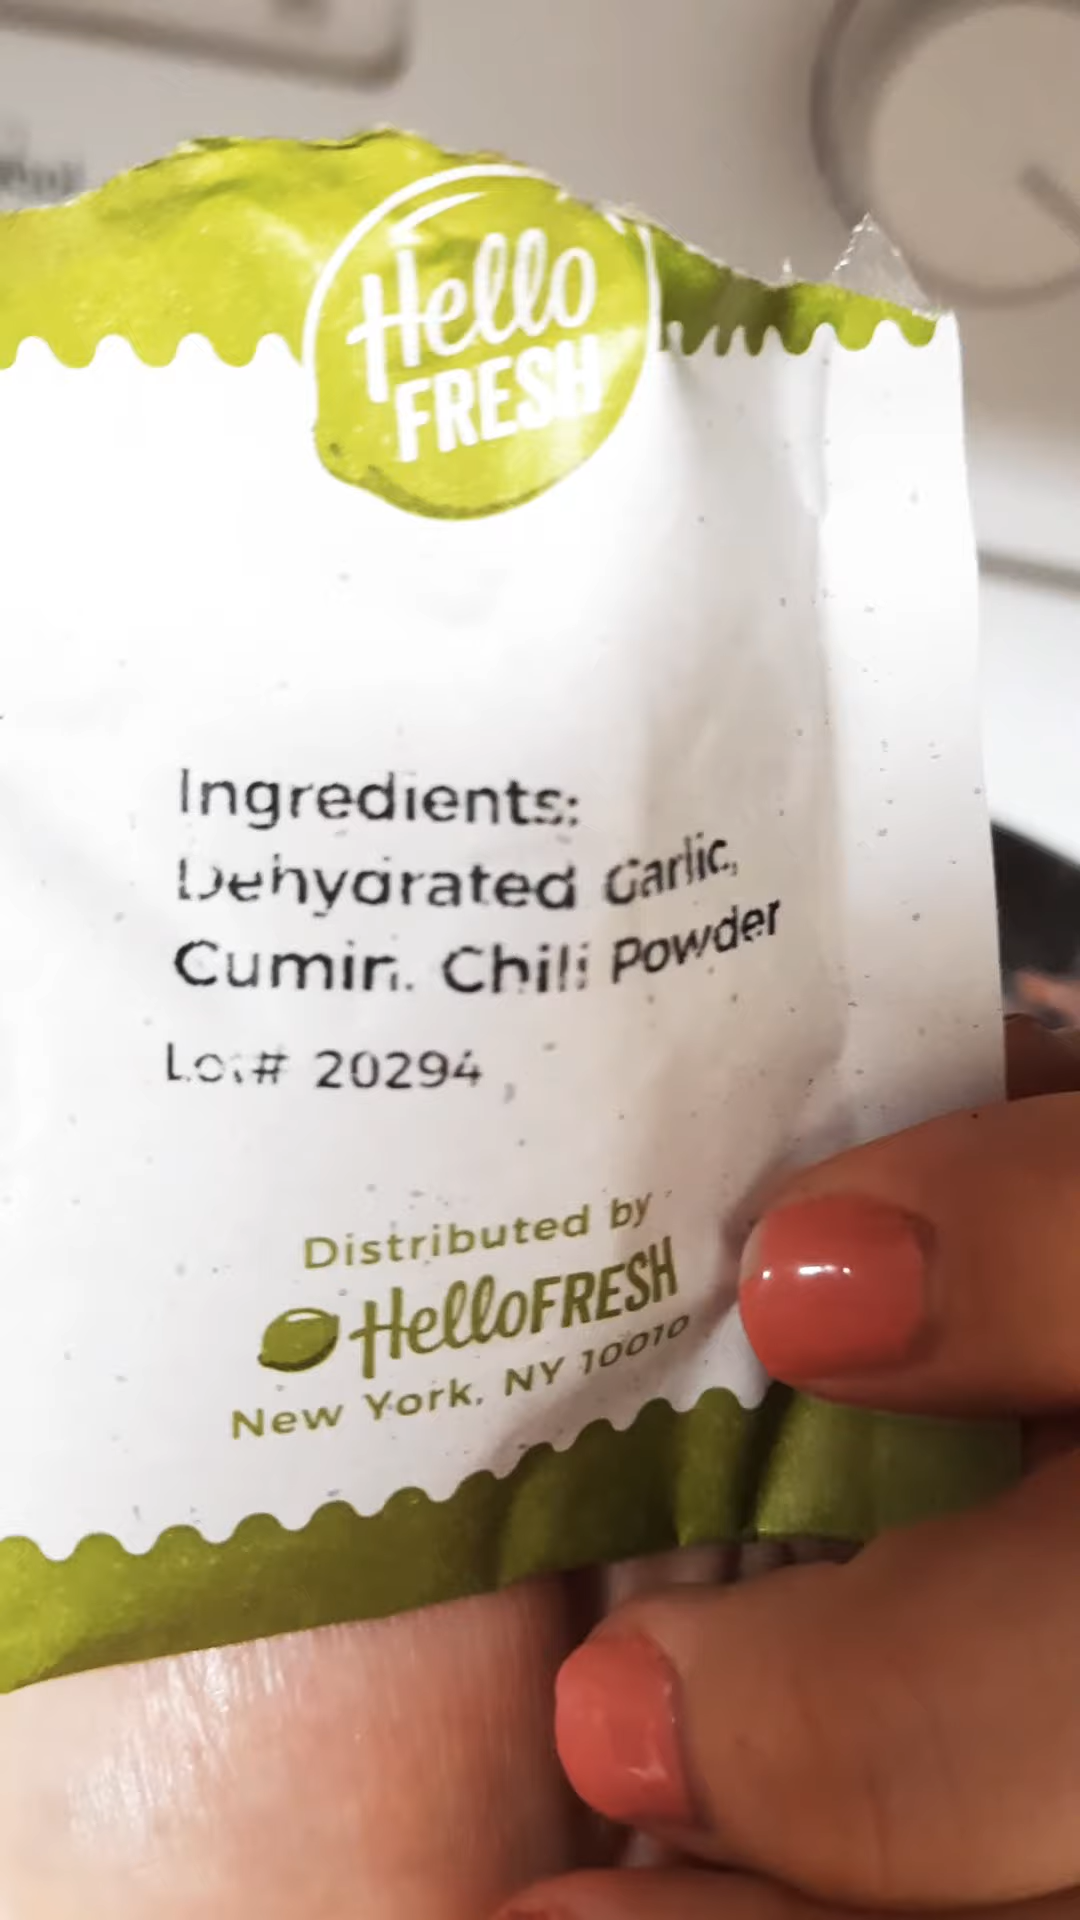 Hello
FRESH
Ingredients:
Dehydrated Garlic,
Cumin, Chili Powder
Lot# 20294
Distributed by
HelloFRESH
New York, NY 10010